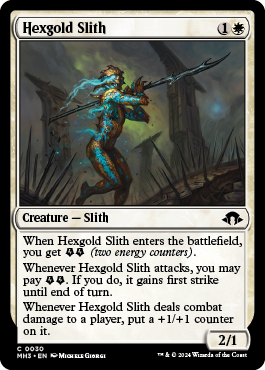 Hexgold Slith 1
Creature — Slith
When Hexgold Slith enters the battlefield,
you get (two energy counters).
Whenever Hexgold Slith attacks, you may
pay . If you do, it gains first strike
until end of turn.
Whenever Hexgold Slith deals combat
damage to a player, put a +1/+1 counter
on it.
2/1
C 0030
MH3 • EN Michele Giorgi
™ & © 2024 Wizards of the Coast